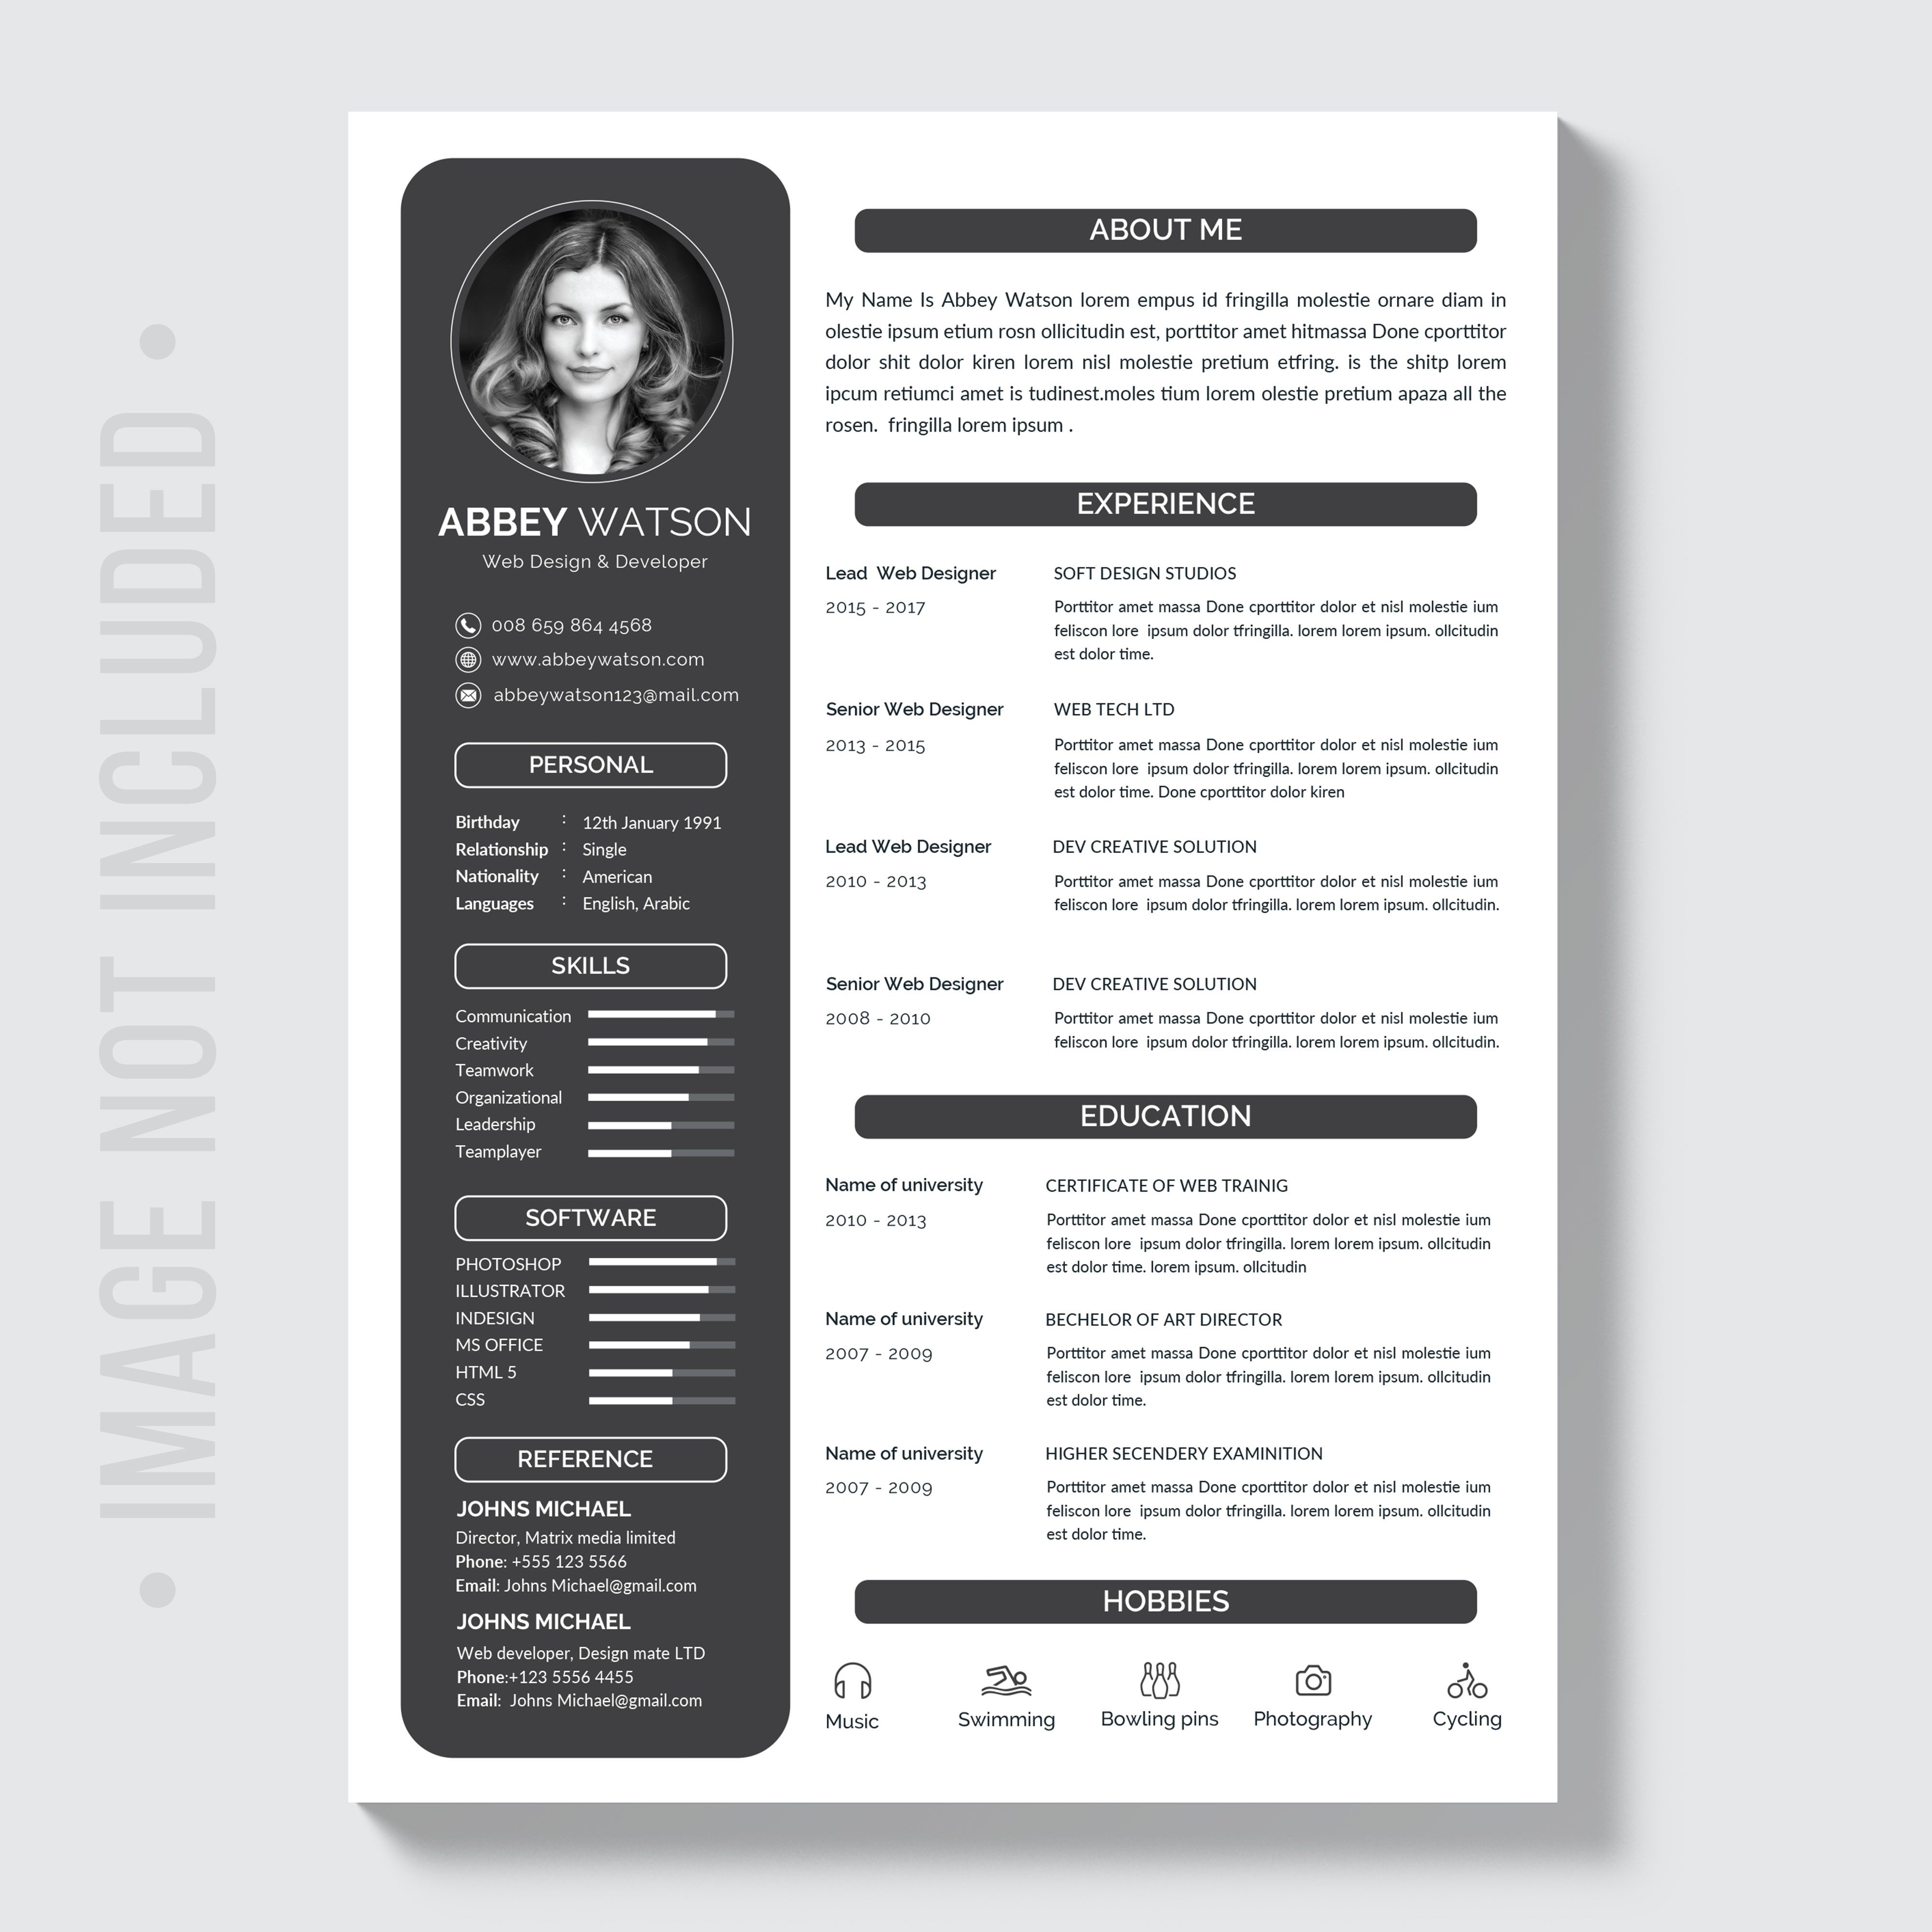 IMAGE NOT INCLUDED
ABBEY WATSON
Web Design & Developer
008 659 864 4568
www.abbeywatson.com
abbeywatson123@mail.com
PERSONAL
Birthday : 12th January 1991
Relationship : Single
Nationality : American
Languages : English, Arabic
SKILLS
Communication
Creativity
Teamwork
Organizational
Leadership
Teamplayer
SOFTWARE
PHOTOSHOP
ILLUSTRATOR
INDESIGN
MS OFFICE
HTML 5
CSS
REFERENCE
JOHNS MICHAEL
Director, Matrix media limited
Phone: +555 123 5566
Email: Johns Michael@gmail.com
JOHNS MICHAEL
Web developer, Design mate LTD
Phone:+123 5556 4455
Email:  Johns Michael@gmail.com
ABOUT ME
My Name Is Abbey Watson lorem empus id fringilla molestie ornare diam in
olestie ipsum etium rosn ollicitudin est, porttitor amet hitmassa Done cporttitor
dolor shit dolor kiren lorem nisl molestie pretium etfring. is the shitp lorem
ipcum retiumci amet is tudinest.moles tium lorem olestie pretium apaza all the
rosen.  fringilla lorem ipsum .
EXPERIENCE
Lead  Web Designer
2015 - 2017
SOFT DESIGN STUDIOS
Porttitor amet massa Done cporttitor dolor et nisl molestie ium
feliscon lore  ipsum dolor tfringilla. lorem lorem ipsum. ollcitudin
est dolor time.
Senior Web Designer
2013 - 2015
WEB TECH LTD
Porttitor amet massa Done cporttitor dolor et nisl molestie ium
feliscon lore  ipsum dolor tfringilla. lorem lorem ipsum. ollcitudin
est dolor time. Done cporttitor dolor kiren
Lead Web Designer
2010 - 2013
DEV CREATIVE SOLUTION
Porttitor amet massa Done cporttitor dolor et nisl molestie ium
feliscon lore  ipsum dolor tfringilla. lorem lorem ipsum. ollcitudin.
Senior Web Designer
2008 - 2010
DEV CREATIVE SOLUTION
Porttitor amet massa Done cporttitor dolor et nisl molestie ium
feliscon lore  ipsum dolor tfringilla. lorem lorem ipsum. ollcitudin.
EDUCATION
Name of university
2010 - 2013
CERTIFICATE OF WEB TRAINIG
Porttitor amet massa Done cporttitor dolor et nisl molestie ium
feliscon lore  ipsum dolor tfringilla. lorem lorem ipsum. ollcitudin
est dolor time. lorem ipsum. ollcitudin
Name of university
2007 - 2009
BECHELOR OF ART DIRECTOR
Porttitor amet massa Done cporttitor dolor et nisl molestie ium
feliscon lore  ipsum dolor tfringilla. lorem lorem ipsum. ollcitudin
est dolor time.
Name of university
2007 - 2009
HIGHER SECENDERY EXAMINITION
Porttitor amet massa Done cporttitor dolor et nisl molestie ium
feliscon lore  ipsum dolor tfringilla. lorem lorem ipsum. ollcitudin
est dolor time.
HOBBIES
Music
Swimming
Bowling pins
Photography
Cycling